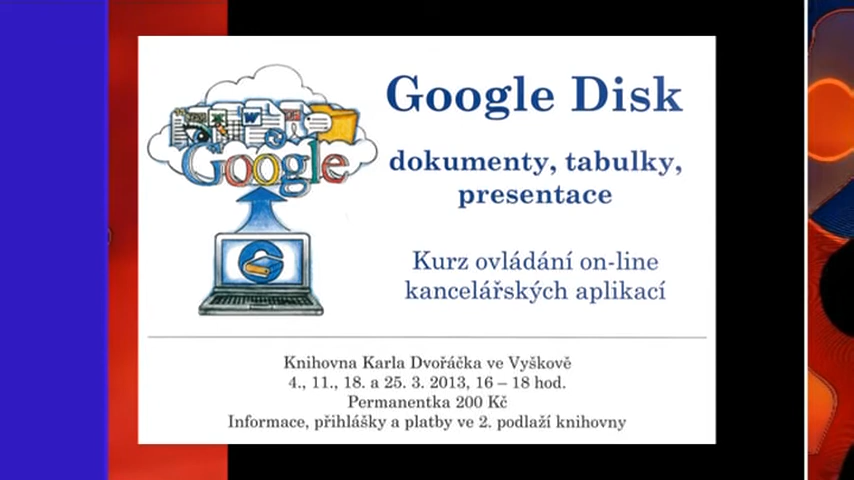 Google
Google Disk
dokumenty, tabulky,
presentace
Kurz ovládání on-line
kancelářských aplikací
Knihovna Karla Dvořáčka ve Vyškově
4., 11., 18. a 25. 3. 2013, 16 – 18 hod.
Permanentka 200 Kč
Informace, přihlášky a platby ve 2. podlaží knihovny